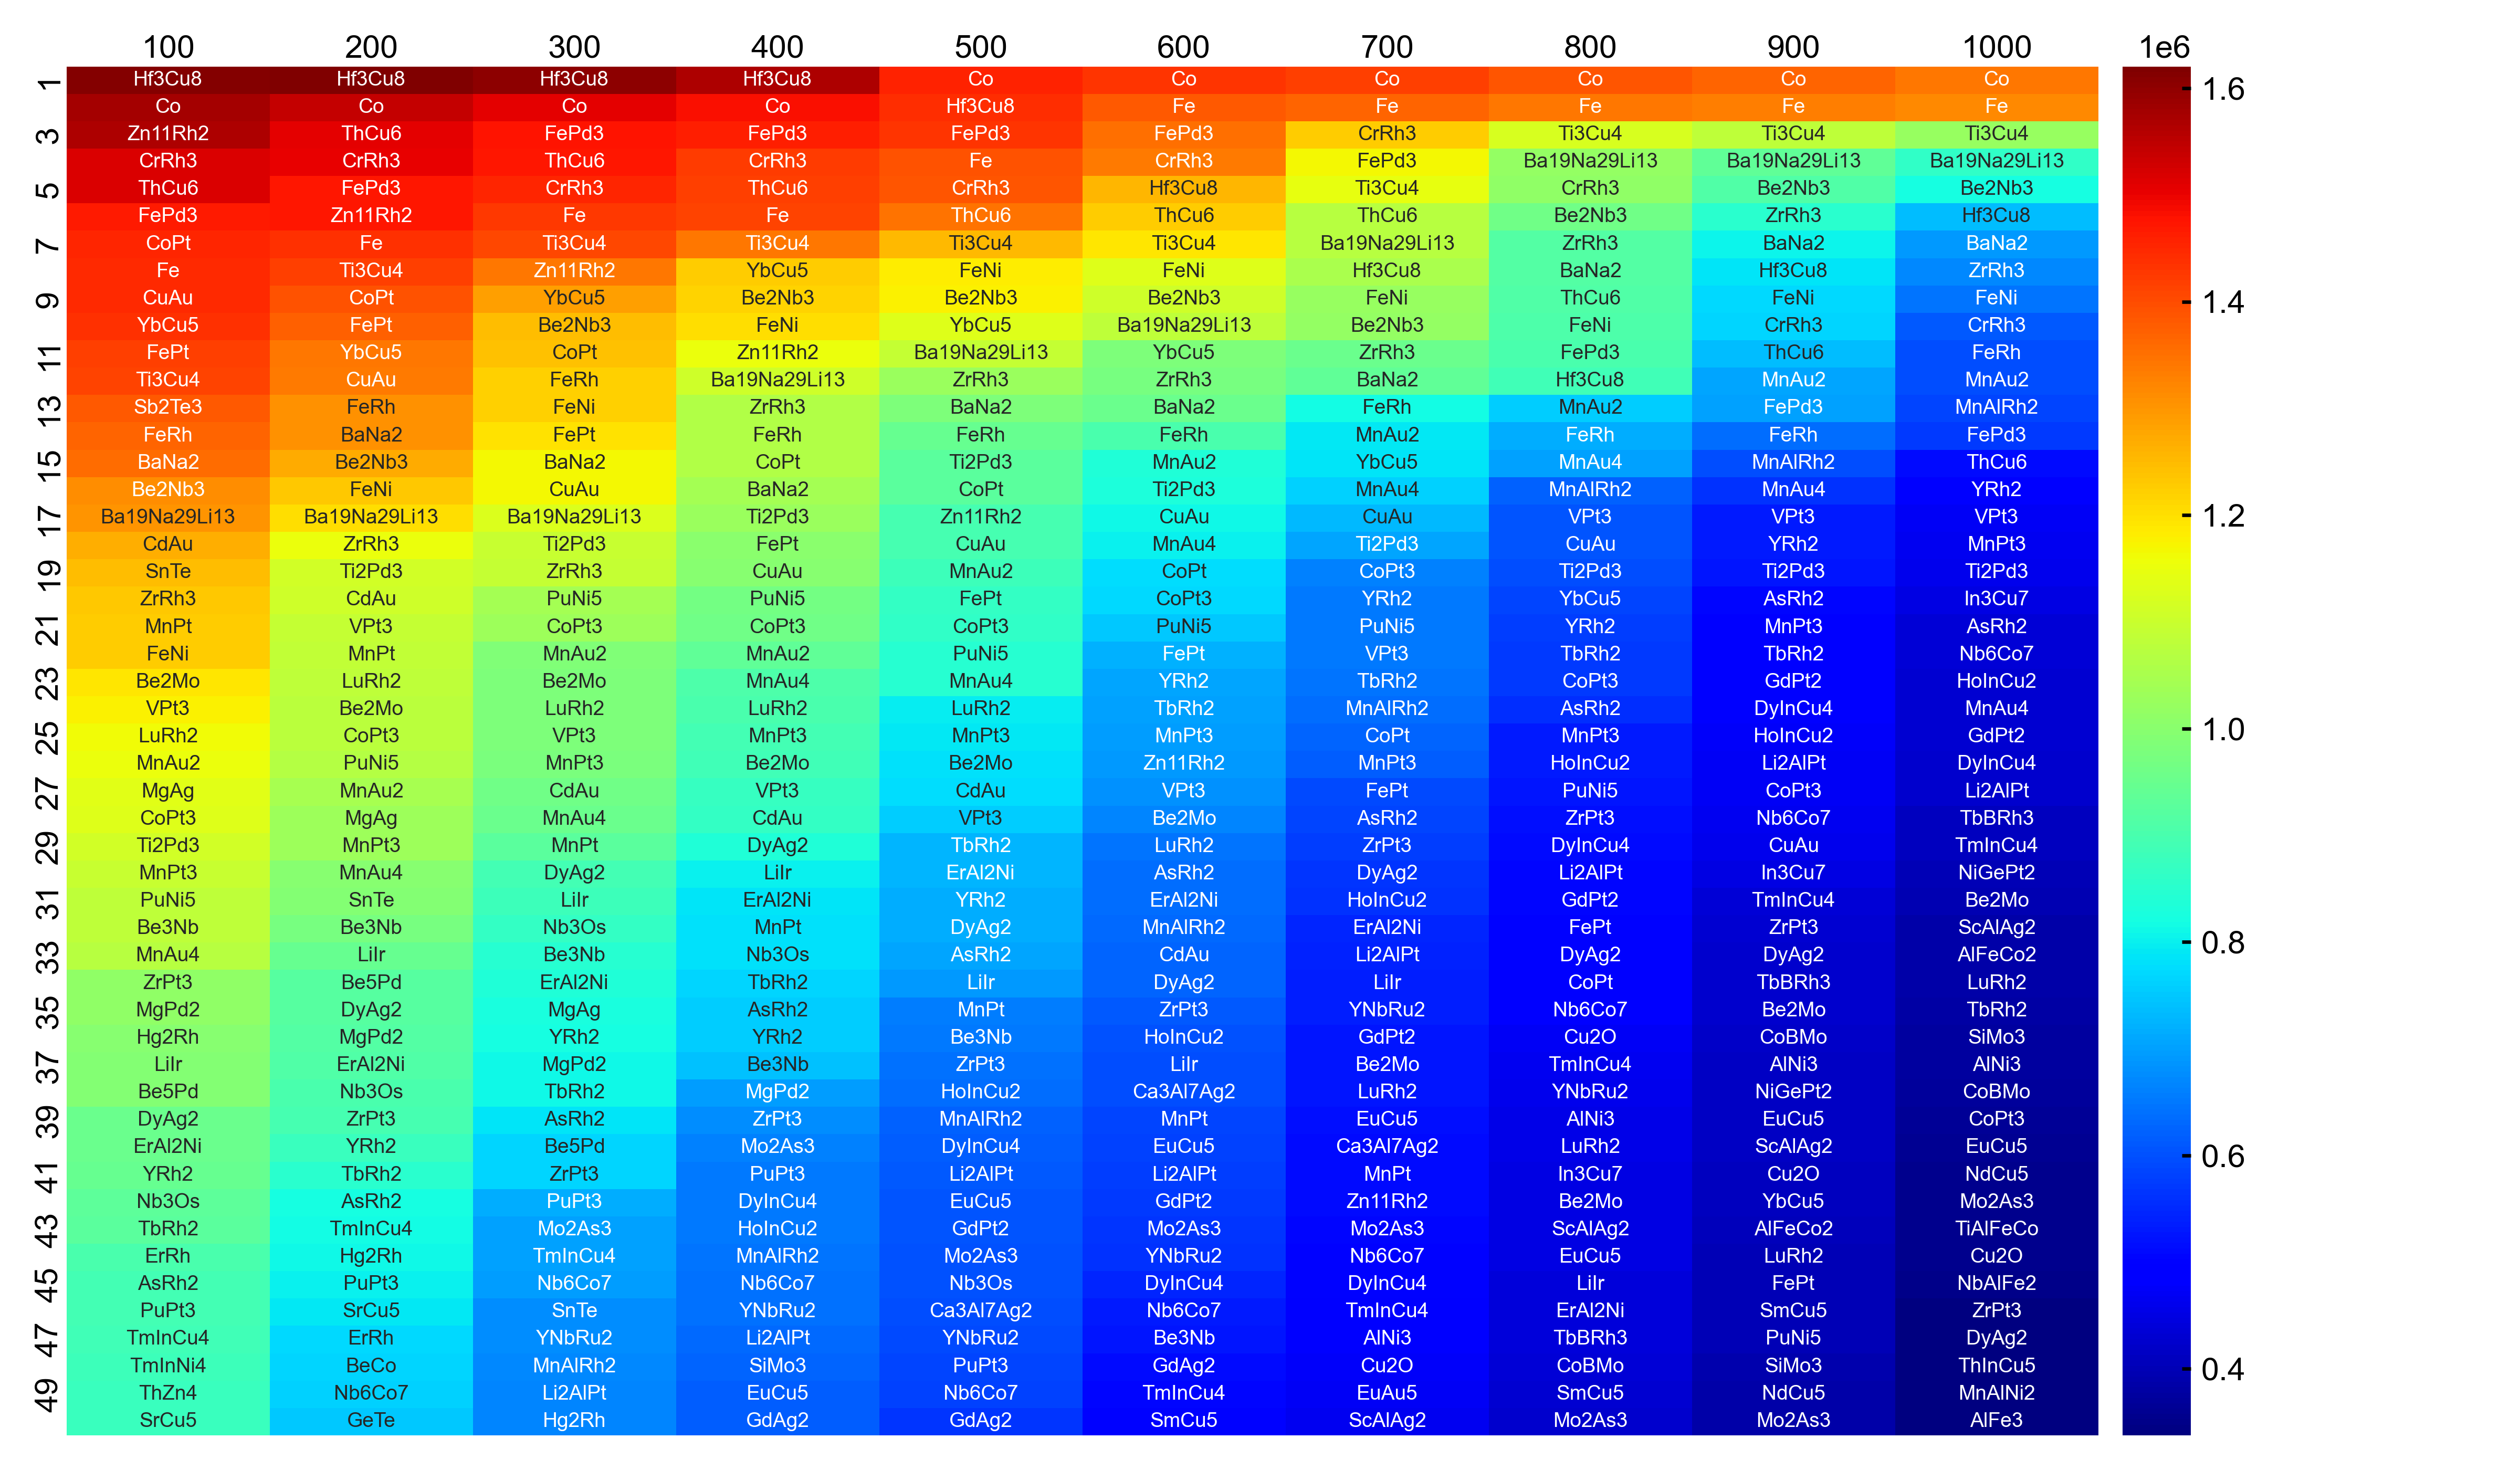 100 200 300 400 500 600 700 800 900 1000 1e6
1 Hf3Cu8 Hf3Cu8 Hf3Cu8 Hf3Cu8 Co Co Co Co Co Co 1.6
Co Co Co Co Hf3Cu8 Fe Fe Fe Fe Fe
3 Zn11Rh2 ThCu6 FePd3 FePd3 FePd3 FePd3 CrRh3 Ti3Cu4 Ti3Cu4 Ti3Cu4
CrRh3 CrRh3 ThCu6 CrRh3 Fe CrRh3 FePd3 Ba19Na29Li13 Ba19Na29Li13 Ba19Na29Li13
5 ThCu6 FePd3 CrRh3 ThCu6 CrRh3 Hf3Cu8 Ti3Cu4 CrRh3 Be2Nb3 Be2Nb3
FePd3 Zn11Rh2 Fe Fe ThCu6 ThCu6 ThCu6 Be2Nb3 ZrRh3 Hf3Cu8
7 CoPt Fe Ti3Cu4 Ti3Cu4 Ti3Cu4 Ti3Cu4 Ba19Na29Li13 ZrRh3 BaNa2 BaNa2
Fe Ti3Cu4 Zn11Rh2 YbCu5 FeNi FeNi Hf3Cu8 BaNa2 Hf3Cu8 ZrRh3
9 CuAu CoPt YbCu5 Be2Nb3 Be2Nb3 Be2Nb3 FeNi ThCu6 FeNi FeNi 1.4
YbCu5 FePt Be2Nb3 FeNi YbCu5 Ba19Na29Li13 Be2Nb3 FeNi CrRh3 CrRh3
11 FePt YbCu5 CoPt Zn11Rh2 Ba19Na29Li13 YbCu5 ZrRh3 FePd3 ThCu6 FeRh
Ti3Cu4 CuAu FeRh Ba19Na29Li13 ZrRh3 ZrRh3 BaNa2 Hf3Cu8 MnAu2 MnAu2
13 Sb2Te3 FeRh FeNi ZrRh3 BaNa2 BaNa2 FeRh MnAu2 FePd3 MnAlRh2
FeRh BaNa2 FePt FeRh FeRh FeRh MnAu2 FeRh FeRh FePd3
15 BaNa2 Be2Nb3 BaNa2 CoPt Ti2Pd3 MnAu2 YbCu5 MnAu4 MnAlRh2 ThCu6
Be2Nb3 FeNi CuAu BaNa2 CoPt Ti2Pd3 MnAu4 MnAlRh2 MnAu4 YRh2
17 Ba19Na29Li13 Ba19Na29Li13 Ba19Na29Li13 Ti2Pd3 Zn11Rh2 CuAu CuAu VPt3 VPt3 VPt3 1.2
CdAu ZrRh3 Ti2Pd3 FePt CuAu MnAu4 Ti2Pd3 CuAu YRh2 MnPt3
19 SnTe Ti2Pd3 ZrRh3 CuAu MnAu2 CoPt CoPt3 Ti2Pd3 Ti2Pd3 Ti2Pd3
ZrRh3 CdAu PuNi5 PuNi5 FePt CoPt3 YRh2 YbCu5 AsRh2 In3Cu7
21 MnPt VPt3 CoPt3 CoPt3 CoPt3 PuNi5 PuNi5 YRh2 MnPt3 AsRh2
FeNi MnPt MnAu2 MnAu2 PuNi5 FePt VPt3 TbRh2 TbRh2 Nb6Co7
23 Be2Mo LuRh2 Be2Mo MnAu4 MnAu4 YRh2 TbRh2 CoPt3 GdPt2 HoInCu2
VPt3 Be2Mo LuRh2 LuRh2 LuRh2 TbRh2 MnAlRh2 AsRh2 DyInCu4 MnAu4
25 LuRh2 CoPt3 VPt3 MnPt3 MnPt3 MnPt3 CoPt MnPt3 HoInCu2 GdPt2 1.0
MnAu2 PuNi5 MnPt3 Be2Mo Be2Mo Zn11Rh2 MnPt3 HoInCu2 Li2AlPt DyInCu4
27 MgAg MnAu2 CdAu VPt3 CdAu VPt3 FePt PuNi5 CoPt3 Li2AlPt
CoPt3 MgAg MnAu4 CdAu VPt3 Be2Mo AsRh2 ZrPt3 Nb6Co7 TbBRh3
29 Ti2Pd3 MnPt3 MnPt DyAg2 TbRh2 LuRh2 ZrPt3 DyInCu4 CuAu TmInCu4
MnPt3 MnAu4 DyAg2 LiIr ErAl2Ni AsRh2 DyAg2 Li2AlPt In3Cu7 NiGePt2
31 PuNi5 SnTe LiIr ErAl2Ni YRh2 ErAl2Ni HoInCu2 GdPt2 TmInCu4 Be2Mo
Be3Nb Be3Nb Nb3Os MnPt DyAg2 MnAlRh2 ErAl2Ni FePt ZrPt3 ScAlAg2
33 MnAu4 LiIr Be3Nb Nb3Os AsRh2 CdAu Li2AlPt DyAg2 DyAg2 AlFeCo2 0.8
ZrPt3 Be5Pd ErAl2Ni TbRh2 LiIr DyAg2 LiIr CoPt TbBRh3 LuRh2
35 MgPd2 DyAg2 MgAg AsRh2 MnPt ZrPt3 YNbRu2 Nb6Co7 Be2Mo TbRh2
Hg2Rh MgPd2 YRh2 YRh2 Be3Nb HoInCu2 GdPt2 Cu2O CoBMo SiMo3
37 LiIr ErAl2Ni MgPd2 Be3Nb ZrPt3 LiIr Be2Mo TmInCu4 AlNi3 AlNi3
Be5Pd Nb3Os TbRh2 MgPd2 HoInCu2 Ca3Al7Ag2 LuRh2 YNbRu2 NiGePt2 CoBMo
39 DyAg2 ZrPt3 AsRh2 ZrPt3 MnAlRh2 MnPt EuCu5 AlNi3 EuCu5 CoPt3
ErAl2Ni YRh2 Be5Pd Mo2As3 DyInCu4 EuCu5 Ca3Al7Ag2 LuRh2 ScAlAg2 EuCu5
41 YRh2 TbRh2 ZrPt3 PuPt3 Li2AlPt Li2AlPt MnPt In3Cu7 Cu2O NdCu5 0.6
Nb3Os AsRh2 PuPt3 DyInCu4 EuCu5 GdPt2 Zn11Rh2 Be2Mo YbCu5 Mo2As3
43 TbRh2 TmInCu4 Mo2As3 HoInCu2 GdPt2 Mo2As3 Mo2As3 ScAlAg2 AlFeCo2 TiAlFeCo
ErRh Hg2Rh TmInCu4 MnAlRh2 Mo2As3 YNbRu2 Nb6Co7 EuCu5 LuRh2 Cu2O
45 AsRh2 PuPt3 Nb6Co7 Nb6Co7 Nb3Os DyInCu4 DyInCu4 LiIr FePt NbAlFe2
PuPt3 SrCu5 SnTe YNbRu2 Ca3Al7Ag2 Nb6Co7 TmInCu4 ErAl2Ni SmCu5 ZrPt3
47 TmInCu4 ErRh YNbRu2 Li2AlPt YNbRu2 Be3Nb AlNi3 TbBRh3 PuNi5 DyAg2
TmInNi4 BeCo MnAlRh2 SiMo3 PuPt3 GdAg2 Cu2O CoBMo SiMo3 ThInCu5 0.4
49 ThZn4 Nb6Co7 Li2AlPt EuCu5 Nb6Co7 TmInCu4 EuAu5 SmCu5 NdCu5 MnAlNi2
SrCu5 GeTe Hg2Rh GdAg2 GdAg2 SmCu5 ScAlAg2 Mo2As3 Mo2As3 AlFe3